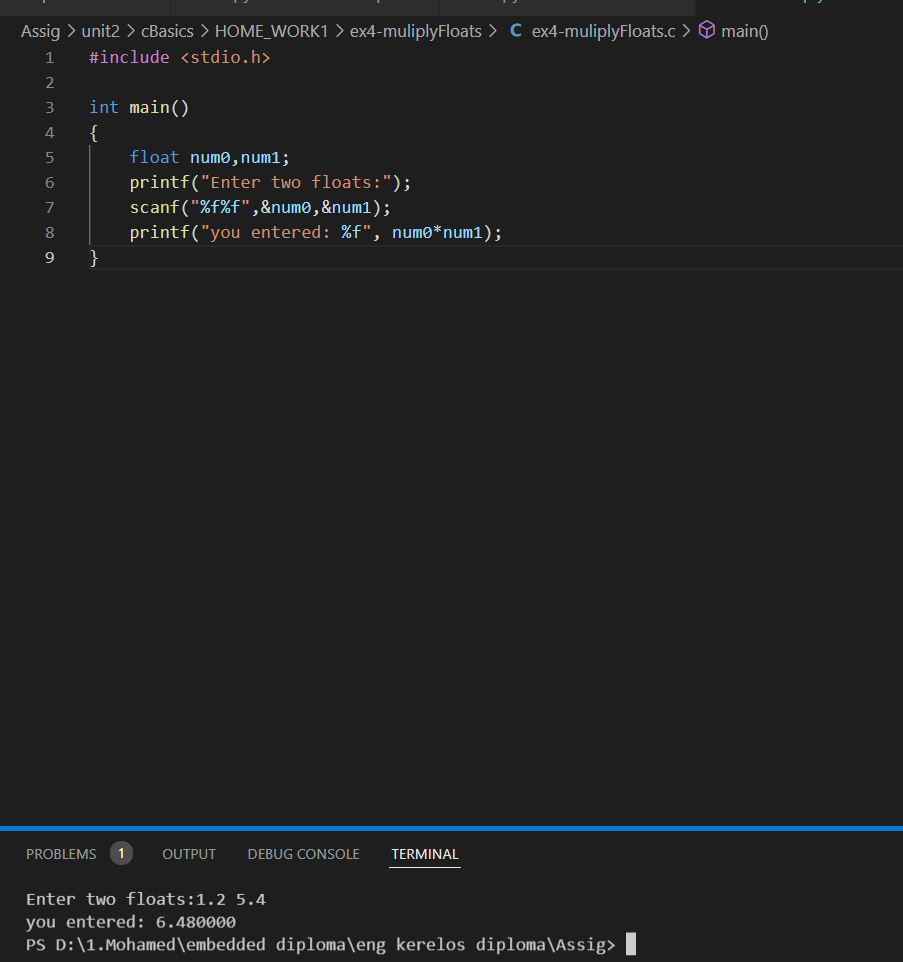 Assig > unit2 > cBasics > HOME_WORK1 > ex4-muliplyFloats > C ex4-muliplyFloats.c > main()
1 #include <stdio.h>
2
3 int main()
4 {
5 float num0,num1;
6 printf("Enter two floats:");
7 scanf("%f%f",&num0,&num1);
8 printf("you entered: %f", num0*num1);
9 }
PROBLEMS 1 OUTPUT DEBUG CONSOLE TERMINAL
Enter two floats:1.2 5.4
you entered: 6.480000
PS D:\1.Mohamed\embedded diploma\eng kerelos diploma\Assig>